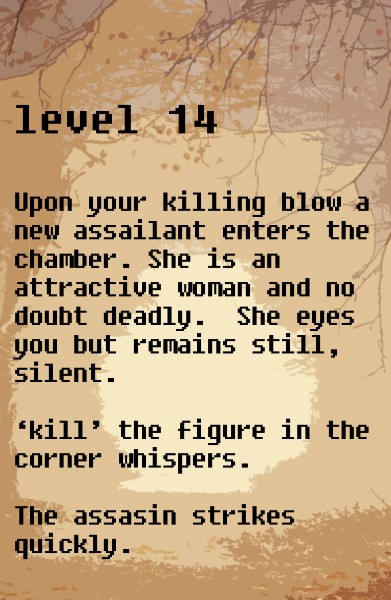 level 14
Upon your killing blow a
new assailant enters the
chamber. She is an
attractive woman and no
doubt deadly.  She eyes
you but remains still,
silent.
‘kill’ the figure in the
corner whispers.
The assasin strikes
quickly.